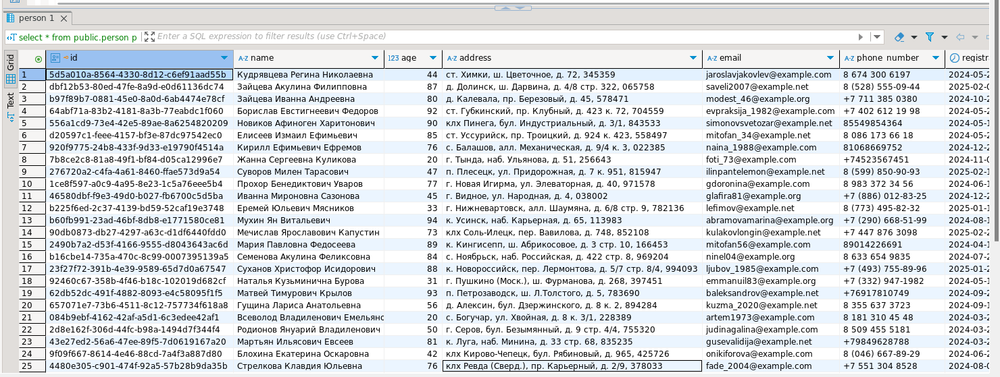 person 1
select * from public.person p Enter a SQL expression to filter results (use Ctrl+Space)
Grid
Text
id A-Z name 123 age A-Z address A-Z email A-Z phone_number registr
1 5d5a010a-8564-4330-8d12-c6ef91aad55b Кудрявцева Регина Николаевна 44 ст. Химки, ш. Цветочное, д. 72, 345359 jaroslavjakovlev@example.com 8 674 300 6197 2024-05-2
2 dbf12b53-80ed-47fe-8a9d-e0d61136dc74 Зайцева Акулина Филипповна 87 д. Долинск, ш. Дарвина, д. 4/8 стр. 322, 065758 saveli2007@example.net 8 (528) 555-09-44 2025-02-0
3 b97f89b7-0881-45e0-8a0d-6ab4474e78cf Зайцева Иванна Андреевна 80 д. Калевала, пр. Березовый, д. 45, 578471 modest_46@example.org +7 711 385 0380 2024-10-2
4 64abf71a-83b2-4181-8a3b-77eabdc1f060 Борислав Евстигнеевич Федоров 92 ст. Губкинский, пр. Клубный, д. 423 к. 72, 704559 evpraksija_1982@example.com +7 402 612 19 98 2024-05-2
5 556a1cd9-73e4-42e5-89ae-8a6254820209 Новиков Афиноген Харитонович 90 клх Пинега, бул. Индустриальный, д. 3/1, 843533 simonovsvetozar@example.net 85549854364 2024-05-1
6 d20597c1-feee-4157-bf3e-87dc97542ec0 Елисеев Измаил Ефимьевич 85 ст. Уссурийск, пр. Троицкий, д. 924 к. 423, 558497 mitofan_34@example.net 8 086 173 66 18 2024-05-2
7 920f9775-24b8-433f-9d33-e19790f4514a Кирилл Ефимьевич Ефремов 76 с. Балашов, алл. Механическая, д. 9/4 к. 3, 022385 naina_1988@example.com 81068669752 2024-12-2
8 7b8ce2c8-81a8-49f1-bf84-d05ca12996e7 Жанна Сергеевна Куликова 20 г. Тында, наб. Ульянова, д. 51, 256643 foti_73@example.com +74523567451 2024-11-0
9 276720a2-c4fa-4a61-8460-ffae573d9a54 Суворов Милен Тарасович 47 п. Плесецк, ул. Придорожная, д. 7 к. 951, 815947 ilinpantelemon@example.net 8 (599) 850-90-93 2025-02-1
10 1ce8f597-a0c9-4a95-8e23-1c5a76eee5b4 Прохор Бенедиктович Уваров 77 г. Новая Игирма, ул. Элеваторная, д. 40, 971578 gdoronina@example.com 8 983 372 34 56 2024-06-1
11 46580dbf-f9e3-49d0-b027-fb6700c5d5ba Иванна Мироновна Сазонова 45 г. Видное, ул. Народная, д. 4, 038002 glafira81@example.org +7 (886) 012-83-25 2024-12-2
12 b225f6ed-2c37-4139-bd59-52caf19e3748 Еремей Юльевич Мясников 33 г. Нижневартовск, алл. Шаумяна, д. 6/8 стр. 9, 782136 lefimov@example.net 8 (773) 495-82-32 2025-01-1
13 b60fb991-23ad-46bf-8db8-e1771580ce81 Мухин Ян Витальевич 94 к. Усинск, наб. Карьерная, д. 65, 113983 abramovamarina@example.org +7 (290) 668-51-99 2024-08-1
14 90db0873-db27-4297-a63c-d1df6440fdd0 Мечислав Ярославович Капустин 73 клх Соль-Илецк, пер. Вавилова, д. 748, 852108 kulakovlongin@example.net +7 447 876 3098 2025-02-2
15 2490b7a2-d53f-4166-9555-d8043643ac6d Мария Павловна Федосеева 89 к. Кингисепп, ш. Абрикосовое, д. 3 стр. 10, 166453 mitofan56@example.com 89014226691 2024-04-1
16 b16cbe14-735a-470c-8c99-0007395139a5 Семенова Акулина Феликсовна 84 с. Ноябрьск, наб. Российская, д. 422 стр. 8, 969204 ninel04@example.org 8 633 654 9835 2024-07-2
17 23f27f72-391b-4e39-9589-65d7d0a67547 Суханов Христофор Исидорович 88 к. Новороссийск, пер. Лермонтова, д. 5/7 стр. 8/4, 994093 ljubov_1985@example.com +7 (493) 755-89-96 2025-01-2
18 92460c67-358b-4f46-b18c-102019d682cf Наталья Кузьминична Бурова 31 г. Пушкино (Моск.), ш. Фурманова, д. 268, 397451 emmanuil83@example.org +7 (332) 947-1982 2024-05-1
19 62db52dc-491f-4882-8093-e4c58095f1f5 Матвей Тимурович Крылов 93 п. Петрозаводск, ш. Л.Толстого, д. 5, 783690 baleksandrov@example.net +76917810749 2024-09-2
20 657071e7-73b6-4511-8c12-757734f618a8 Гущина Лариса Анатольевна 56 д. Алексин, бул. Дзержинского, д. 8 к. 2, 894284 kuzma_2020@example.net 8 355 637 3723 2024-09-1
21 084b9ebf-4162-42af-a5d1-6c3edee42af1 Всеволод Владиленович Емельянс 20 с. Богучар, ул. Хвойная, д. 8 к. 3/1, 228389 artem1973@example.com 8 181 310 45 48 2024-03-2
22 2d8e162f-306d-44fc-b98a-1494d7f344f4 Родионов Януарий Владиленович 50 г. Серов, бул. Безымянный, д. 9 стр. 4/4, 755320 judinagalina@example.com 8 509 455 5181 2024-03-2
23 43e27ed2-56a6-47ee-89f5-7d0619167a20 Мартьян Ильясович Евсеев 81 к. Луга, наб. Минина, д. 33 стр. 68, 835235 gusevalidija@example.net +79849628788 2024-03-2
24 9f09f667-8614-4e46-88cd-7a4f3a887d80 Блохина Екатерина Оскаровна 42 клх Кирово-Чепецк, бул. Рябиновый, д. 965, 425726 onikiforova@example.com 8 (046) 667-89-29 2024-06-2
25 4480e305-c901-474f-92a5-57b28b9da35b Стрелкова Клавдия Юльевна 76 клх Ревда (Сверд.), пр. Карьерный, д. 2/9, 378033 fade_2004@example.com +7 551 304 8528 2024-08-0